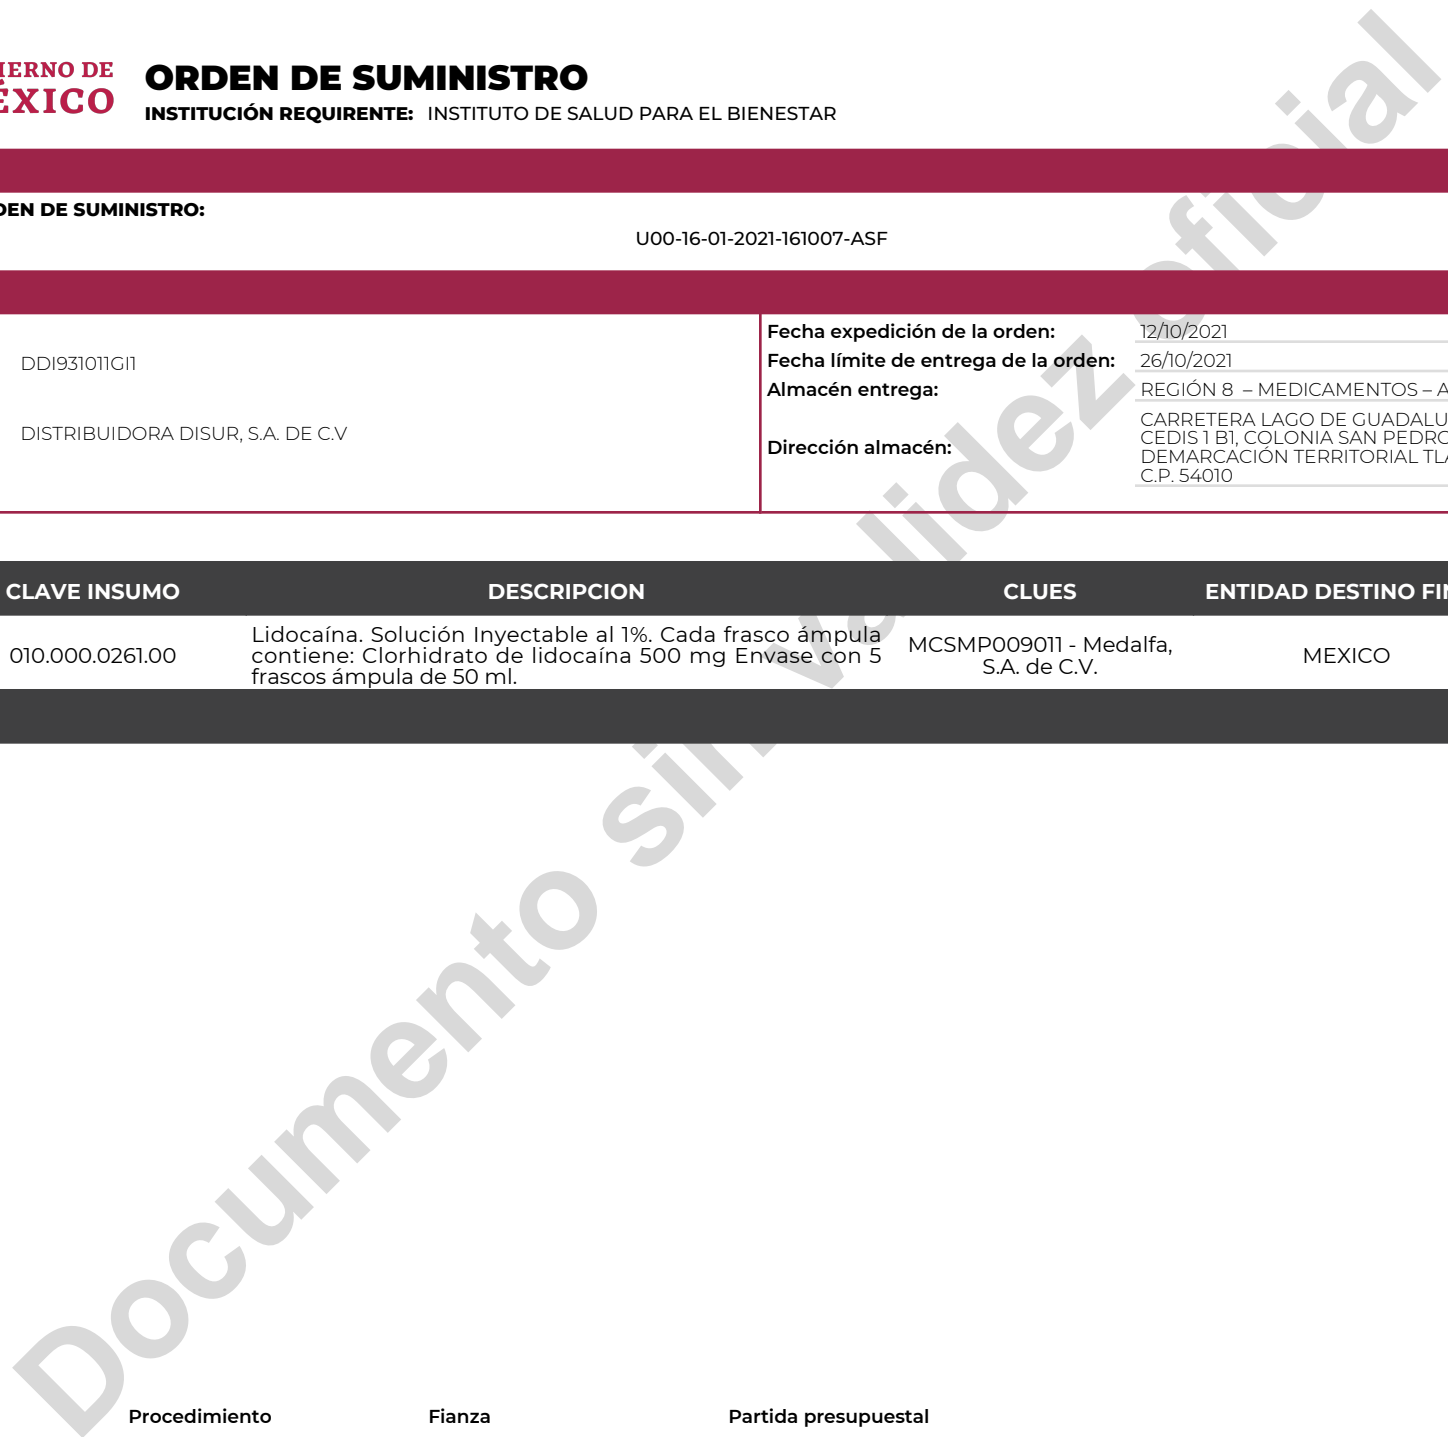 IERNO DE
ÉXICO
ORDEN DE SUMINISTRO
INSTITUCIÓN REQUIRENTE: INSTITUTO DE SALUD PARA EL BIENESTAR
DEN DE SUMINISTRO:
U00-16-01-2021-161007-ASF
DDI931011GI1
DISTRIBUIDORA DISUR, S.A. DE C.V
Fecha expedición de la orden: 12/10/2021
Fecha límite de entrega de la orden: 26/10/2021
Almacén entrega: REGIÓN 8 – MEDICAMENTOS – A
Dirección almacén: CARRETERA LAGO DE GUADALU
CEDIS 1 B1, COLONIA SAN PEDRO
DEMARCACIÓN TERRITORIAL TLA
C.P. 54010
CLAVE INSUMO DESCRIPCION CLUES ENTIDAD DESTINO FIN
010.000.0261.00
Lidocaína. Solución Inyectable al 1%. Cada frasco ámpula
contiene: Clorhidrato de lidocaína 500 mg Envase con 5
frascos ámpula de 50 ml.
MCSMP009011 - Medalfa,
S.A. de C.V.
MEXICO
Documento sin validez oficial
Procedimiento Fianza Partida presupuestal